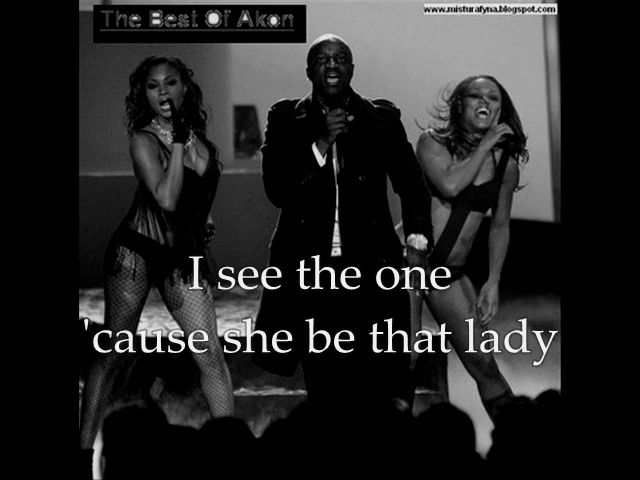 The Best Of Akon
www.misturafyna.blogspot.com
I see the one
'cause she be that lady